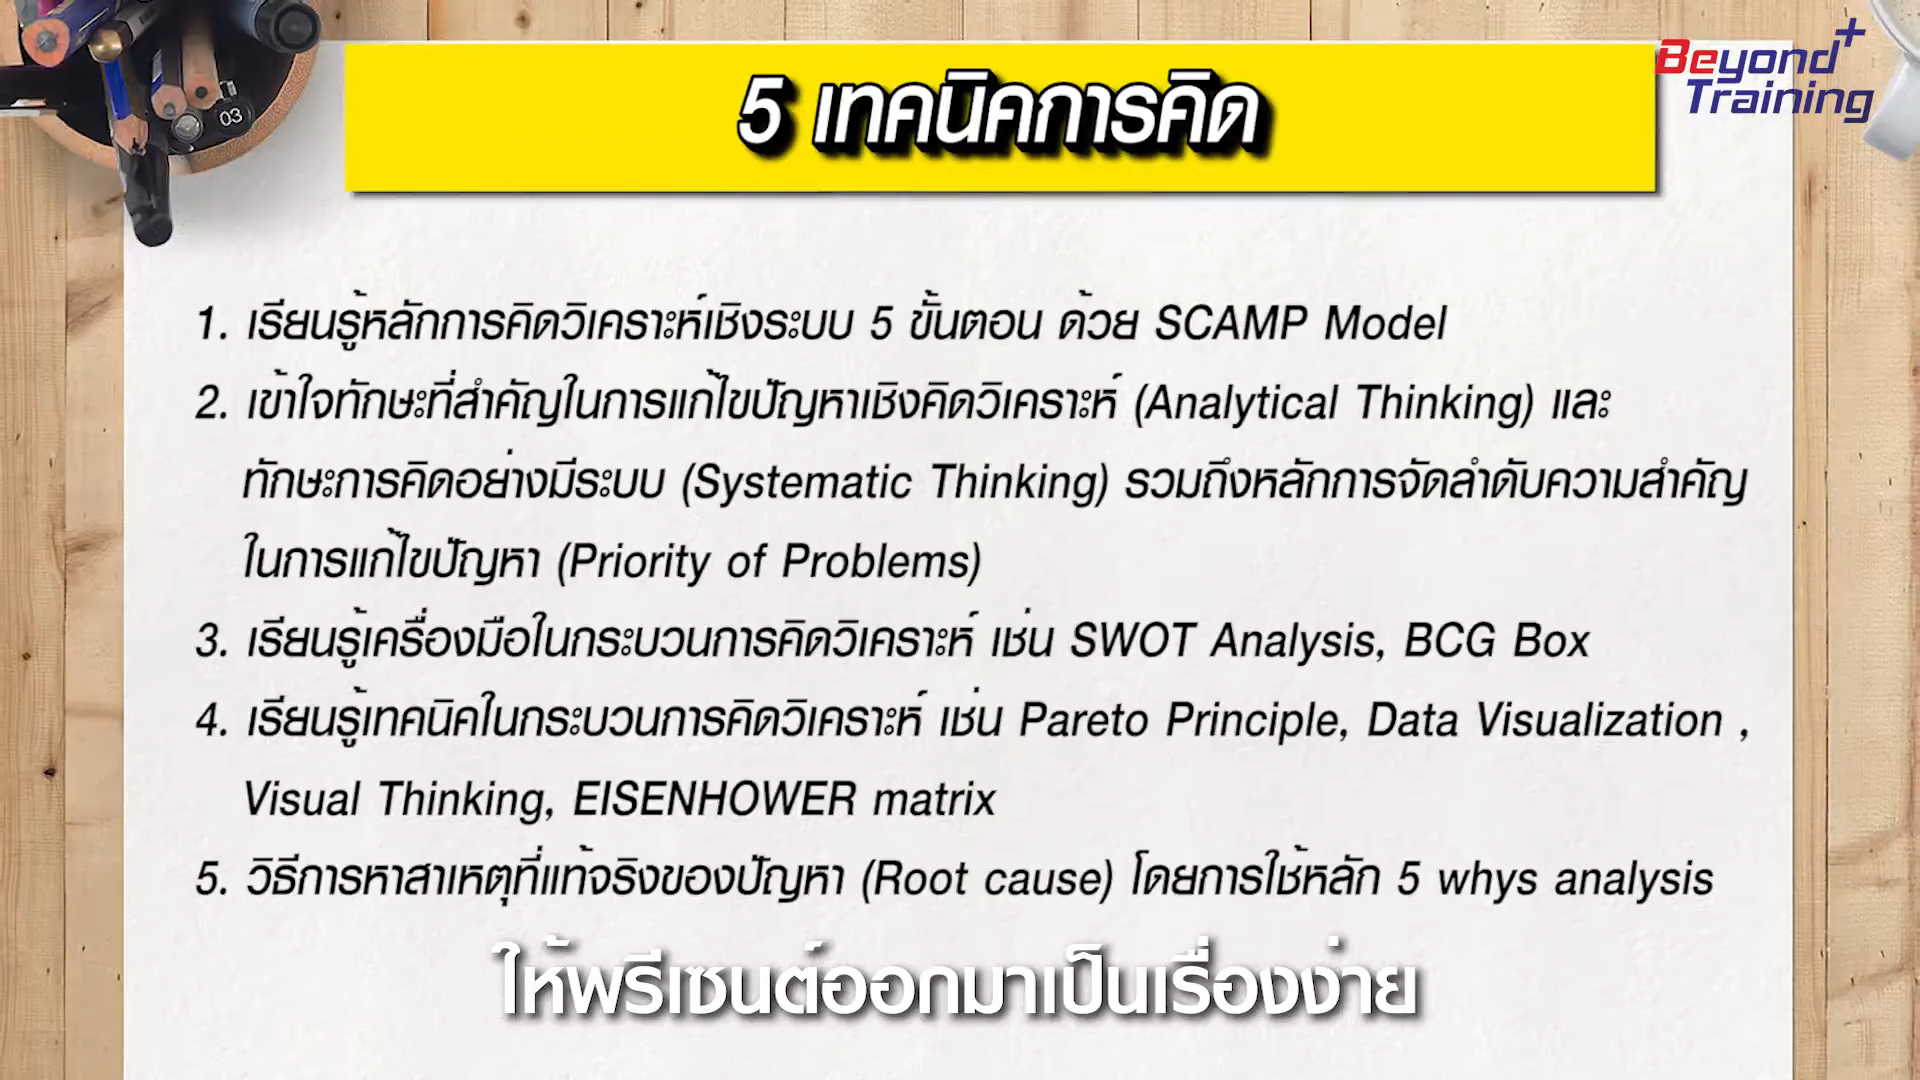 Beyond+
Training
03
5 เทคนิคการคิด
1. เรียนรู้หลักการคิดวิเคราะห์เชิงระบบ 5 ขั้นตอน ด้วย SCAMP Model
2. เข้าใจทักษะที่สำคัญในการแก้ไขปัญหาเชิงคิดวิเคราะห์ (Analytical Thinking) และ
ทักษะการคิดอย่างมีระบบ (Systematic Thinking) รวมถึงหลักการจัดลำดับความสำคัญ
ในการแก้ไขปัญหา (Priority of Problems)
3. เรียนรู้เครื่องมือในกระบวนการคิดวิเคราะห์ เช่น SWOT Analysis, BCG Box
4. เรียนรู้เทคนิคในกระบวนการคิดวิเคราะห์ เช่น Pareto Principle, Data Visualization ,
Visual Thinking, EISENHOWER matrix
5. วิธีการหาสาเหตุที่แท้จริงของปัญหา (Root cause) โดยการใช้หลัก 5 whys analysis
ให้พรีเซนต์ออกมาเป็นเรื่องง่าย